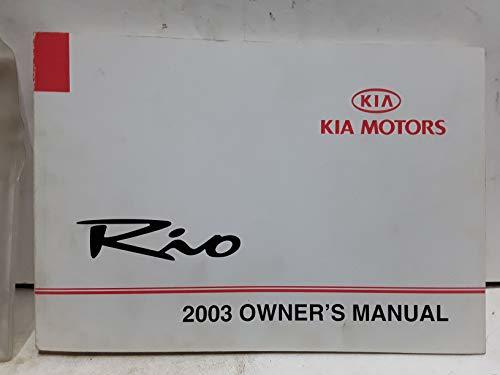 KIA
KIA MOTORS
Rio
2003 OWNER'S MANUAL